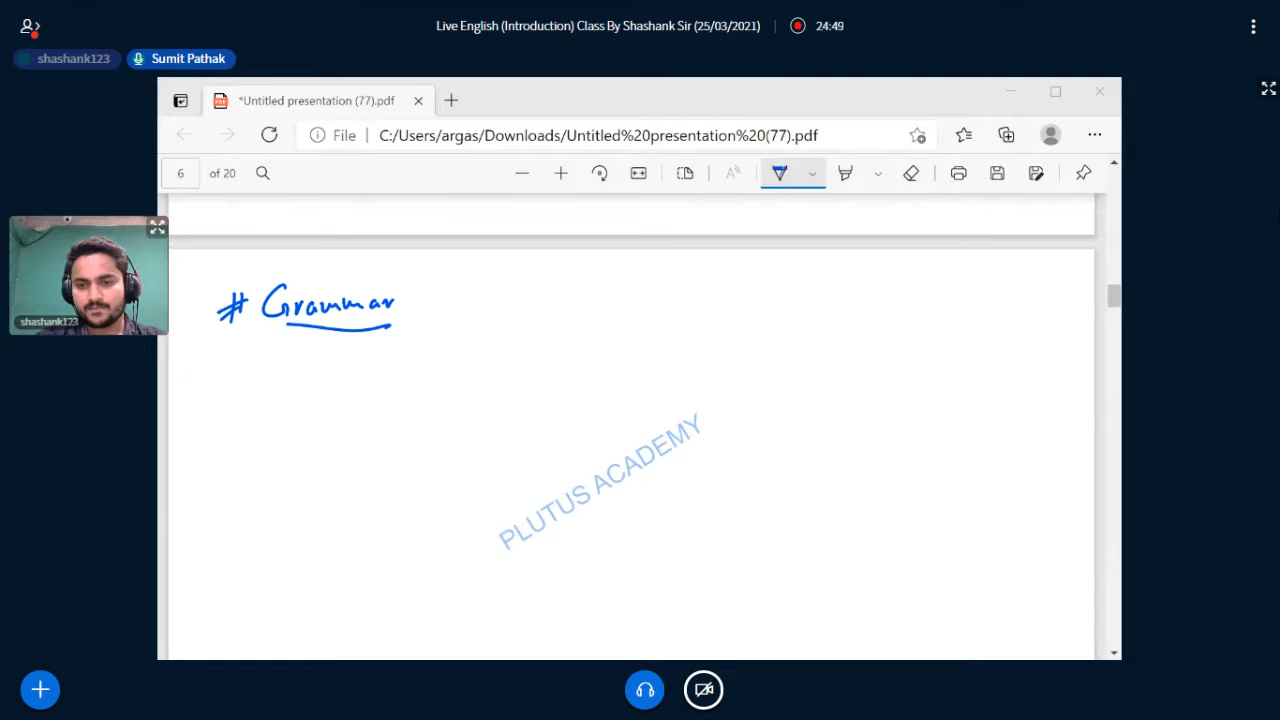 Live English (Introduction) Class By Shashank Sir (25/03/2021)
24:49
shashank123
Sumit Pathak
*Untitled presentation (77).pdf
File
C:/Users/argas/Downloads/Untitled%20presentation%20(77).pdf
6
of 20
# Grammar
shashank123
PLUTUS ACADEMY